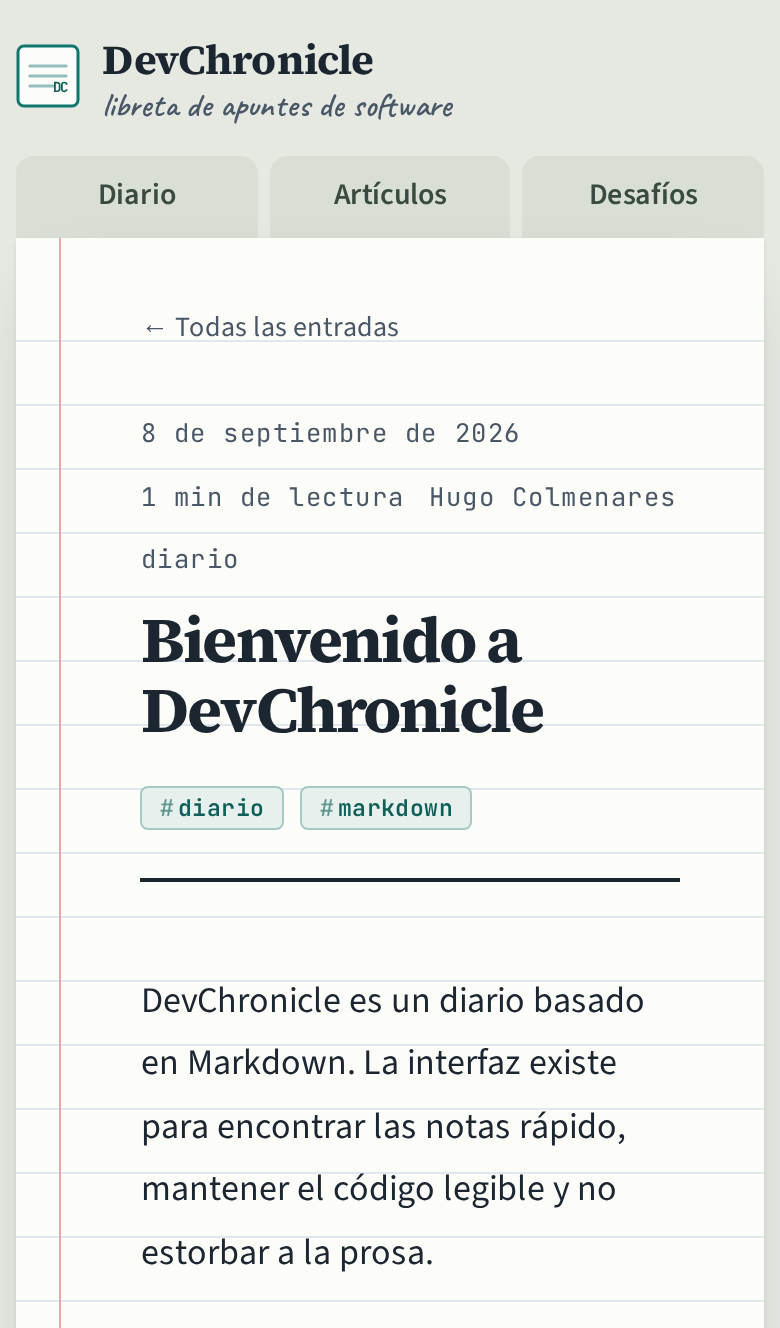 DC
DevChronicle
libreta de apuntes de software
Diario Artículos Desafíos
← Todas las entradas
8 de septiembre de 2026
1 min de lectura Hugo Colmenares
diario
Bienvenido a
DevChronicle
#diario #markdown
DevChronicle es un diario basado
en Markdown. La interfaz existe
para encontrar las notas rápido,
mantener el código legible y no
estorbar a la prosa.